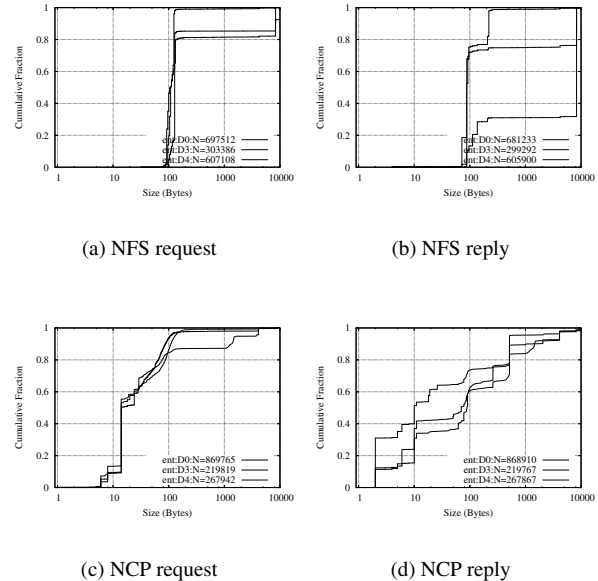 1
0.8
0.6
0.4
0.2
0
Cumulative Fraction
ent:D0:N=697512
ent:D3:N=303386
ent:D4:N=607108
1 10 100 1000 10000
Size (Bytes)
(a) NFS request
1
0.8
0.6
0.4
0.2
0
Cumulative Fraction
ent:D0:N=681233
ent:D3:N=299292
ent:D4:N=605900
1 10 100 1000 10000
Size (Bytes)
(b) NFS reply
1
0.8
0.6
0.4
0.2
0
Cumulative Fraction
ent:D0:N=869765
ent:D3:N=219819
ent:D4:N=267942
1 10 100 1000 10000
Size (Bytes)
(c) NCP request
1
0.8
0.6
0.4
0.2
0
Cumulative Fraction
ent:D0:N=868910
ent:D3:N=219767
ent:D4:N=267867
1 10 100 1000 10000
Size (Bytes)
(d) NCP reply